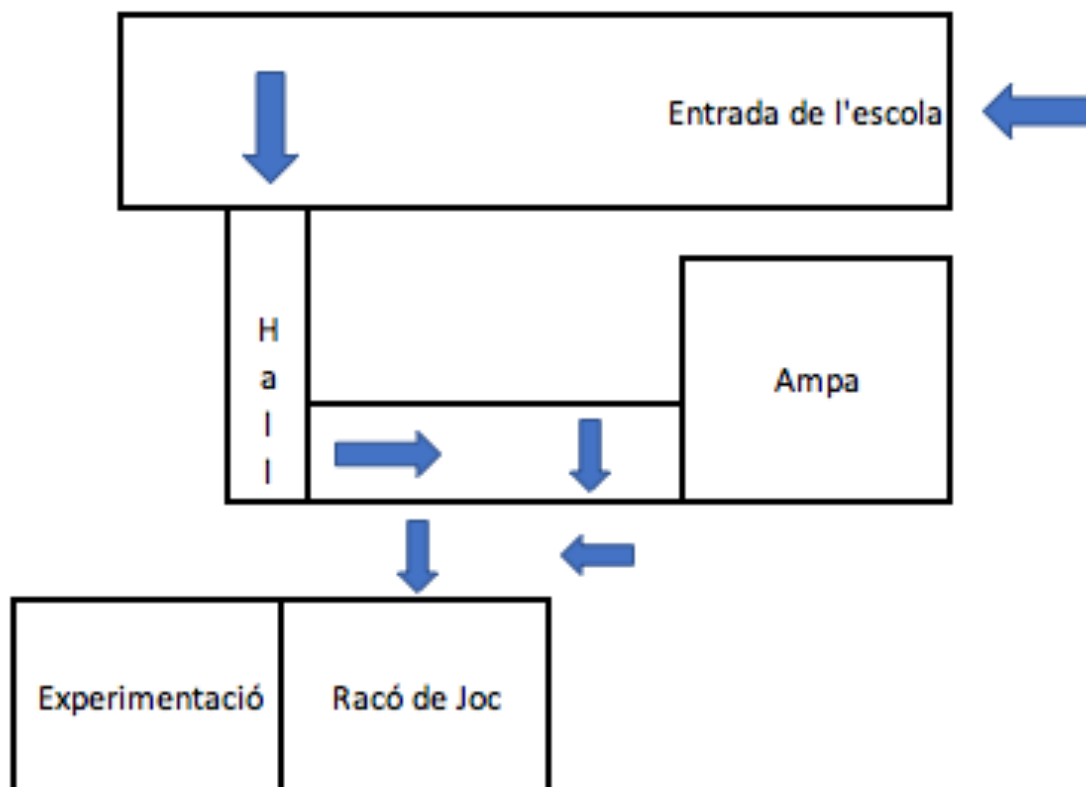 Entrada de l'escola
H
a
l
l
Ampa
Experimentació
Racó de Joc